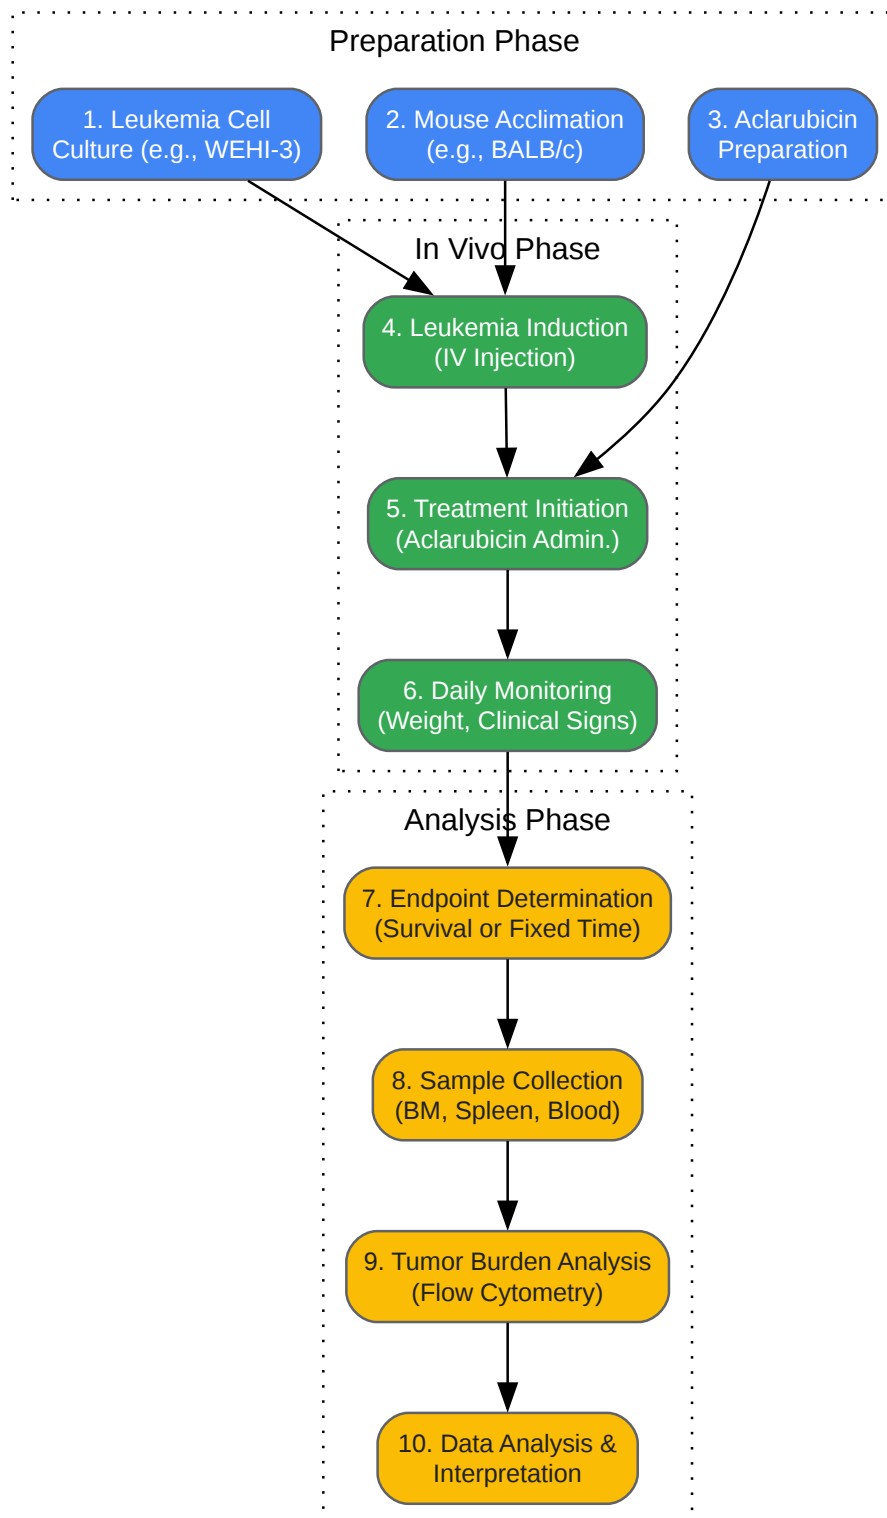 Preparation Phase
1. Leukemia Cell
Culture (e.g., WEHI-3)
2. Mouse Acclimation
(e.g., BALB/c)
3. Aclarubicin
Preparation
In Vivo Phase
4. Leukemia Induction
(IV Injection)
5. Treatment Initiation
(Aclarubicin Admin.)
6. Daily Monitoring
(Weight, Clinical Signs)
Analysis Phase
7. Endpoint Determination
(Survival or Fixed Time)
8. Sample Collection
(BM, Spleen, Blood)
9. Tumor Burden Analysis
(Flow Cytometry)
10. Data Analysis &
Interpretation